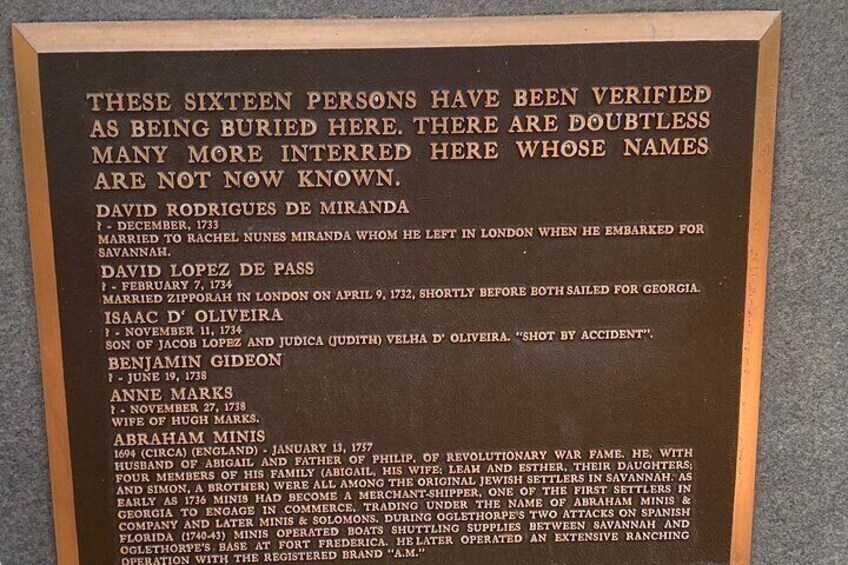 THESE SIXTEEN PERSONS HAVE BEEN VERIFIED
AS BEING BURIED HERE. THERE ARE DOUBTLESS
MANY MORE INTERRED HERE WHOSE NAMES
ARE NOT NOW KNOWN.
DAVID RODRIGUES DE MIRANDA
? - DECEMBER, 1733
MARRIED TO RACHEL NUNES MIRANDA WHOM HE LEFT IN LONDON WHEN HE EMBARKED FOR
SAVANNAH.
DAVID LOPEZ DE PASS
? - FEBRUARY 7, 1734
MARRIED ZIPPORAH IN LONDON ON APRIL 9, 1732, SHORTLY BEFORE BOTH SAILED FOR GEORGIA.
ISAAC D' OLIVEIRA
? - NOVEMBER 11, 1734
SON OF JACOB LOPEZ AND JUDICA (JUDITH) VELHA D' OLIVEIRA. "SHOT BY ACCIDENT".
BENJAMIN GIDEON
? - JUNE 19, 1738
ANNE MARKS
? - NOVEMBER 27, 1738
WIFE OF HUGH MARKS.
ABRAHAM MINIS
1694 (CIRCA) (ENGLAND) - JANUARY 13, 1757
HUSBAND OF ABIGAIL AND FATHER OF PHILIP, OF REVOLUTIONARY WAR FAME. HE, WITH
FOUR MEMBERS OF HIS FAMILY (ABIGAIL, HIS WIFE; LEAH AND ESTHER, THEIR DAUGHTERS;
AND SIMON, A BROTHER) WERE ALL AMONG THE ORIGINAL JEWISH SETTLERS IN SAVANNAH. AS
EARLY AS 1736 MINIS HAD BECOME A MERCHANT-SHIPPER, ONE OF THE FIRST SETTLERS IN
GEORGIA TO ENGAGE IN COMMERCE, TRADING UNDER THE NAME OF ABRAHAM MINIS &
COMPANY AND LATER MINIS & SOLOMONS. DURING OGLETHORPE'S TWO ATTACKS ON SPANISH
FLORIDA (1740-43) MINIS OPERATED BOATS SHUTTLING SUPPLIES BETWEEN SAVANNAH AND
OGLETHORPE'S BASE AT FORT FREDERICA. HE LATER OPERATED AN EXTENSIVE RANCHING
OPERATION WITH THE REGISTERED BRAND "A.M."